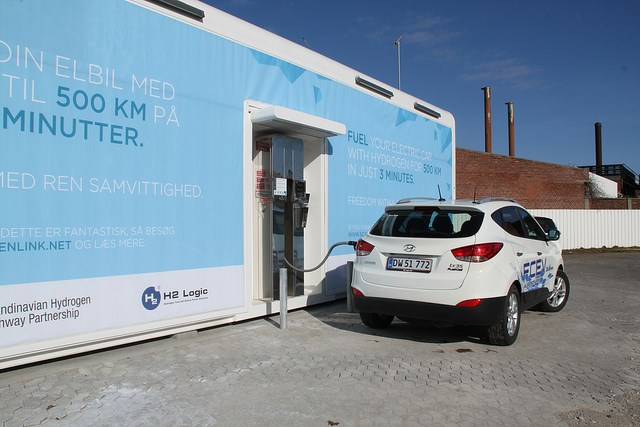 DIN ELBIL MED
TIL 500 KM PÅ
MINUTTER.
MED REN SAMVITTIGHED
DETTE ER FANTASTISK, SÅ BESØG
ENLINK.NET OG LÆS MERE.
ndinavian Hydrogen
hway Partnership
H2
H2 Logic
FUEL YOUR ELECTRIC CAR
WITH HYDROGEN FOR 500 KM
IN JUST 3 MINUTES.
FREEDOM WITH
DW 51 772
ix35
FCEV